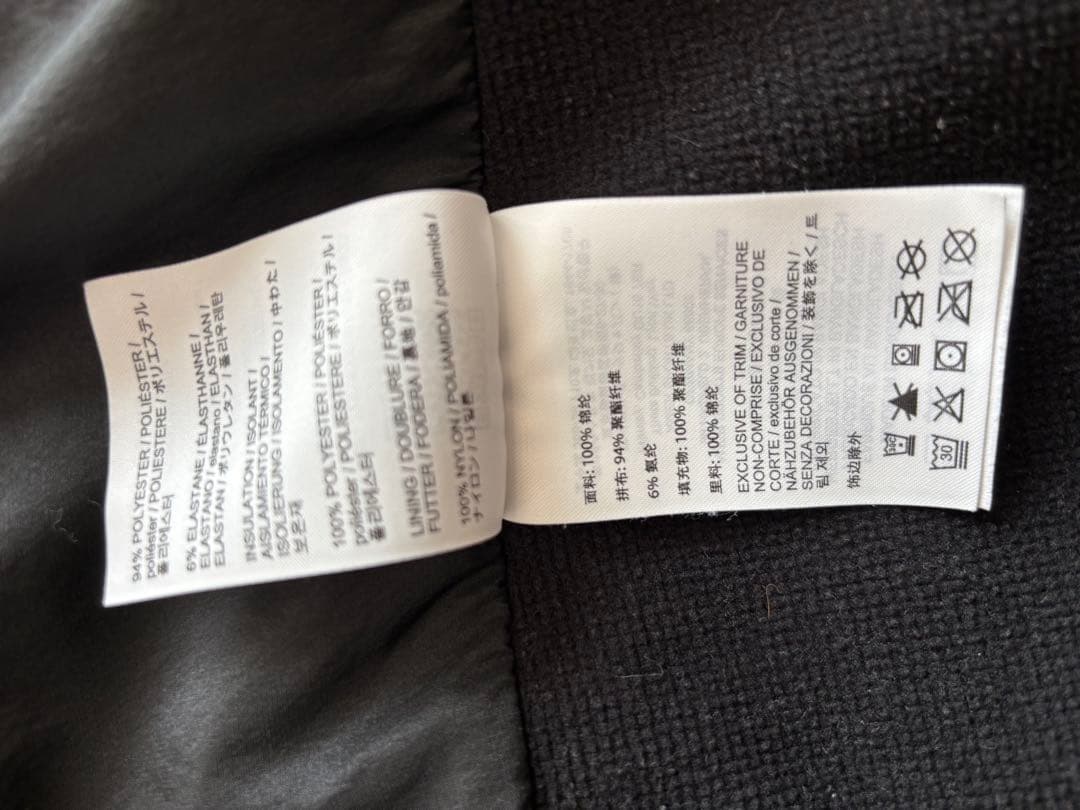 94% POLYESTER / POLIÉSTER /
poliéster / POLIESTERE / ポリエステル /
폴리에스터
6% ELASTANE / ÉLASTHANNE /
ELASTANO / elastano / ELASTHAN /
ELASTAN / ポリウレタン / 폴리우레탄
INSULATION / ISOLANT /
AISLAMIENTO TÉRMICO /
ISOLIERUNG / ISOLAMENTO / 中わた /
보온재
100% POLYESTER / POLIÉSTER /
poliéster / POLIESTERE / ポリエステル /
폴리에스터
LINING / DOUBLURE / FORRO /
FUTTER / FODERA / 裏地 / 안감
100% NYLON / POLIAMIDA / poliamida /
ナイロン / 나일론
面料: 100% 锦纶
拼布: 94% 聚酯纤维
6% 氨纶
填充物: 100% 聚酯纤维
里料: 100% 锦纶
EXCLUSIVE OF TRIM / GARNITURE
NON-COMPRISE / EXCLUSIVO DE
CORTE / exclusivo de corte /
NÄHZUBEHÖR AUSGENOMMEN /
SENZA DECORAZIONI / 装飾を除く / 트
림 제외
饰边除外
30